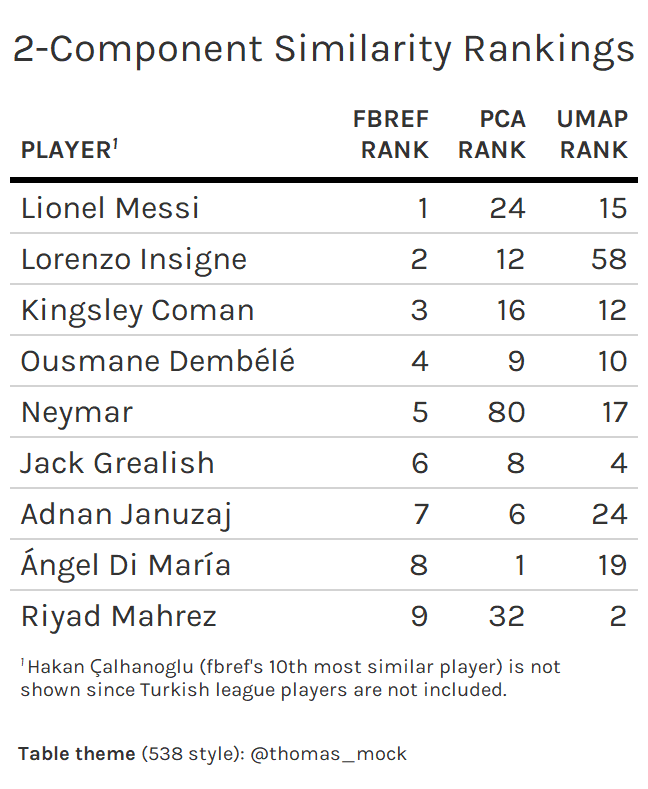 2-Component Similarity Rankings
FBREF PCA UMAP
PLAYER¹ RANK RANK RANK
Lionel Messi 1 24 15
Lorenzo Insigne 2 12 58
Kingsley Coman 3 16 12
Ousmane Dembélé 4 9 10
Neymar 5 80 17
Jack Grealish 6 8 4
Adnan Januzaj 7 6 24
Ángel Di María 8 1 19
Riyad Mahrez 9 32 2
¹ Hakan Çalhanoglu (fbref's 10th most similar player) is not
shown since Turkish league players are not included.
Table theme (538 style): @thomas_mock